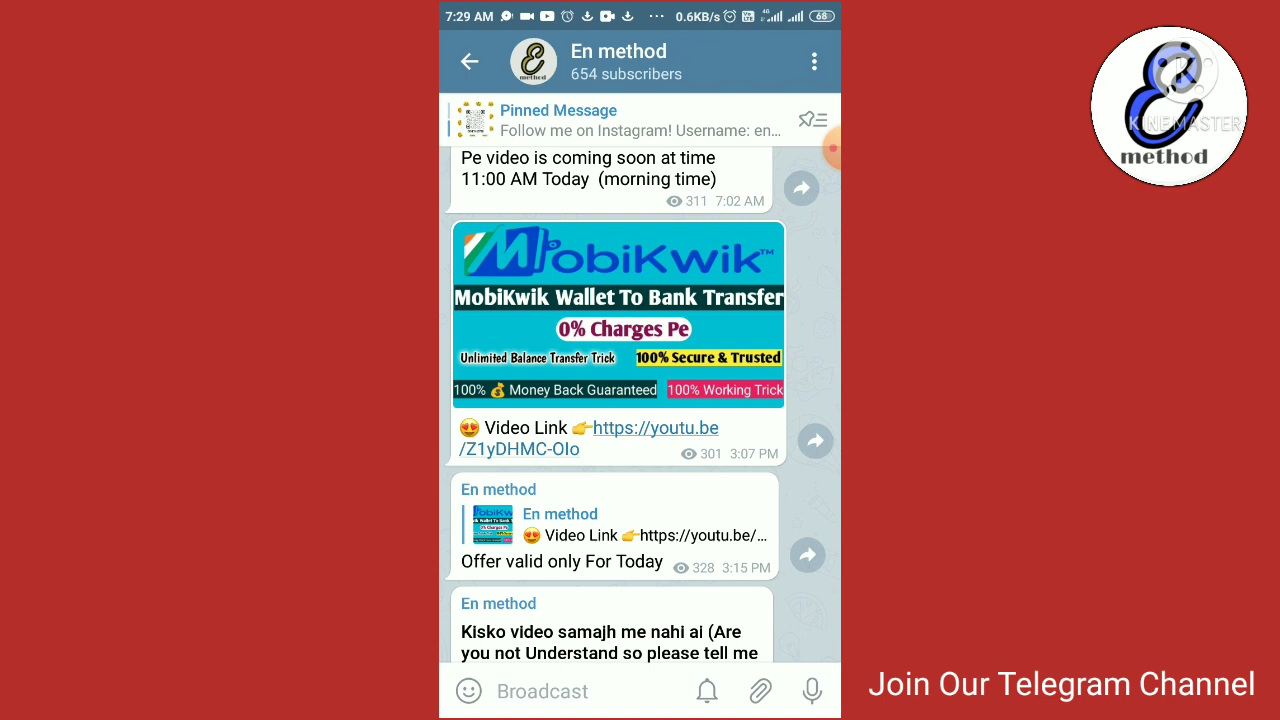 7:29 AM
0.6KB/s
4G
68
En method
654 subscribers
method
Pinned Message
Follow me on Instagram! Username: en...
Pe video is coming soon at time
11:00 AM Today (morning time)
311 7:02 AM
MobiKwik™
MobiKwik Wallet To Bank Transfer
0% Charges Pe
Unlimited Balance Transfer Trick
100% Secure & Trusted
100% 💰 Money Back Guaranteed
100% Working Trick
😍 Video Link 👉https://youtu.be
/Z1yDHMC-OIo
301 3:07 PM
En method
En method
😍 Video Link 👉https://youtu.be/...
Offer valid only For Today
328 3:15 PM
En method
Kisko video samajh me nahi ai (Are
you not Understand so please tell me
Broadcast
K
KINEMASTER
method
Join Our Telegram Channel